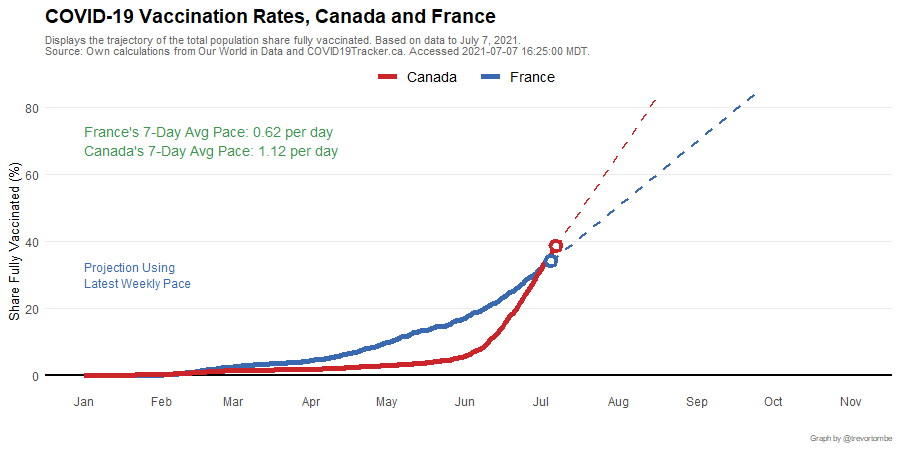 COVID-19 Vaccination Rates, Canada and France
Displays the trajectory of the total population share fully vaccinated. Based on data to July 7, 2021.
Source: Own calculations from Our World in Data and COVID19Tracker.ca. Accessed 2021-07-07 16:25:00 MDT.
Canada France
80
France's 7-Day Avg Pace: 0.62 per day
Canada's 7-Day Avg Pace: 1.12 per day
60
Share Fully Vaccinated (%)
40
Projection Using
Latest Weekly Pace
20
0
Jan Feb Mar Apr May Jun Jul Aug Sep Oct Nov
Graph by @trevortombe